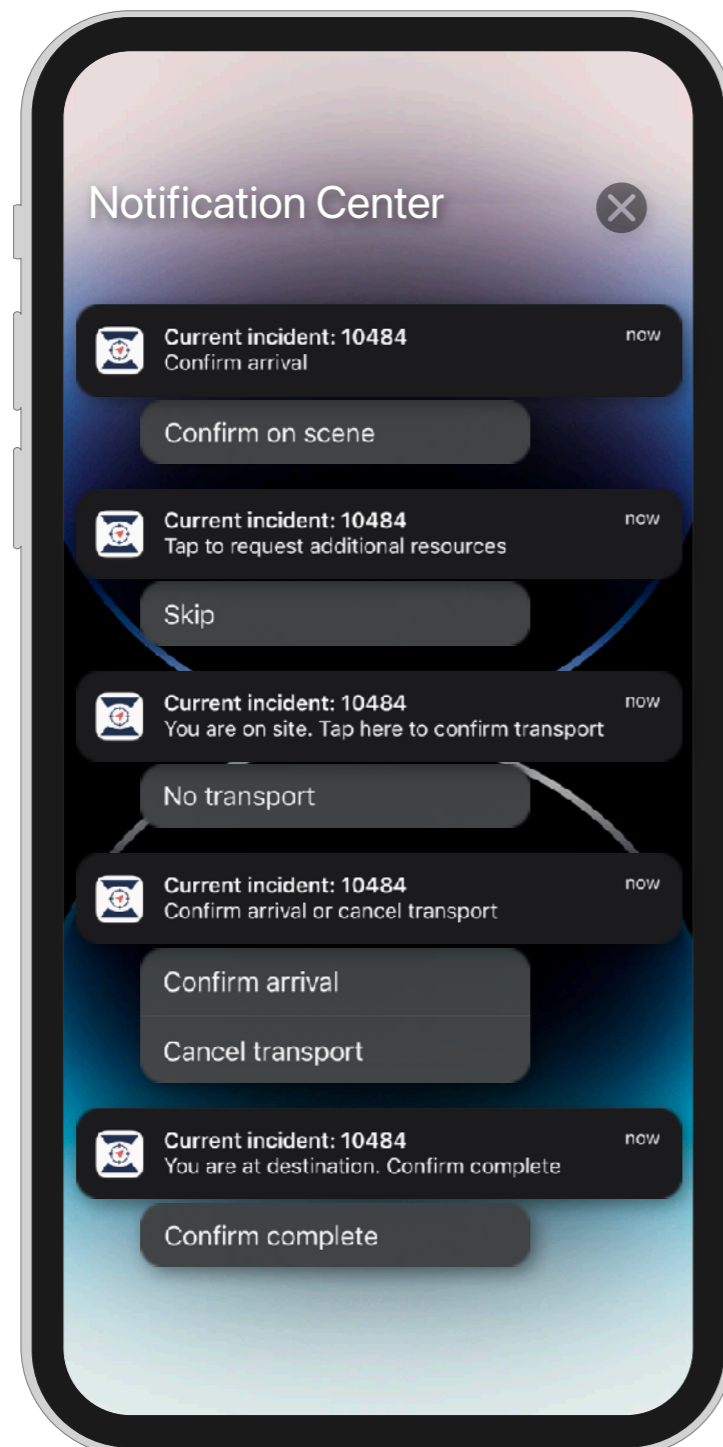 Notification Center
Current incident: 10484
now
Confirm arrival
Confirm on scene
Current incident: 10484
now
Tap to request additional resources
Skip
Current incident: 10484
now
You are on site. Tap here to confirm transport
No transport
Current incident: 10484
now
Confirm arrival or cancel transport
Confirm arrival
Cancel transport
Current incident: 10484
now
You are at destination. Confirm complete
Confirm complete